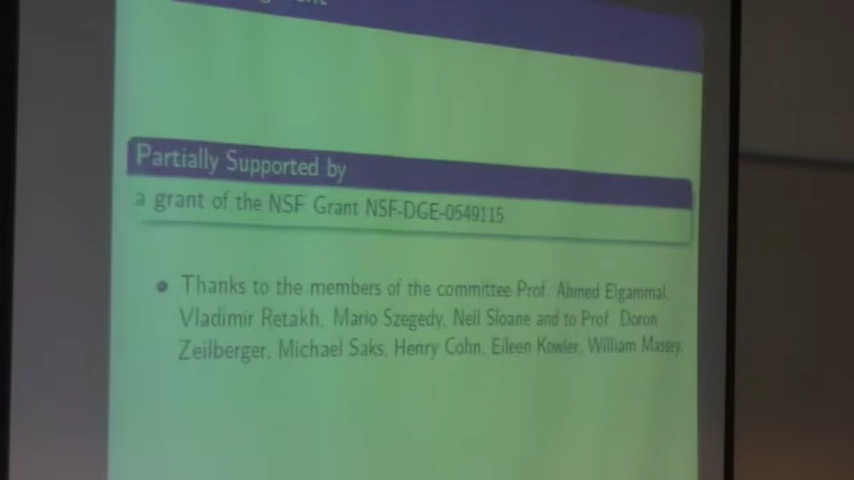 Partially Supported by
a grant of the NSF Grant NSF-DGE-0549115
Thanks to the members of the committee Prof. Ahmed Elgammal,
Vladimir Retakh, Mario Szegedy, Neil Sloane and to Prof. Doron
Zeilberger, Michael Saks, Henry Cohn, Eileen Kowler, William Massey.